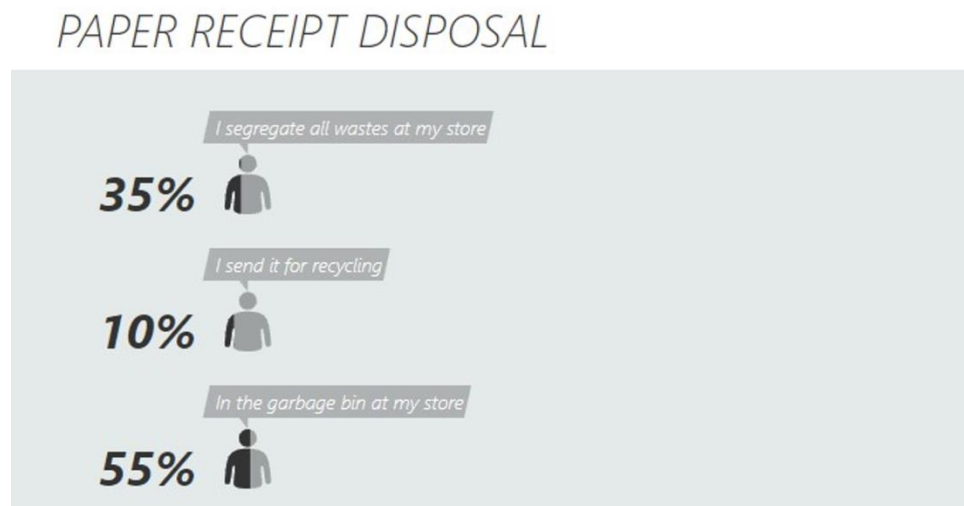 PAPER RECEIPT DISPOSAL
I segregate all wastes at my store
35%
I send it for recycling
10%
In the garbage bin at my store
55%